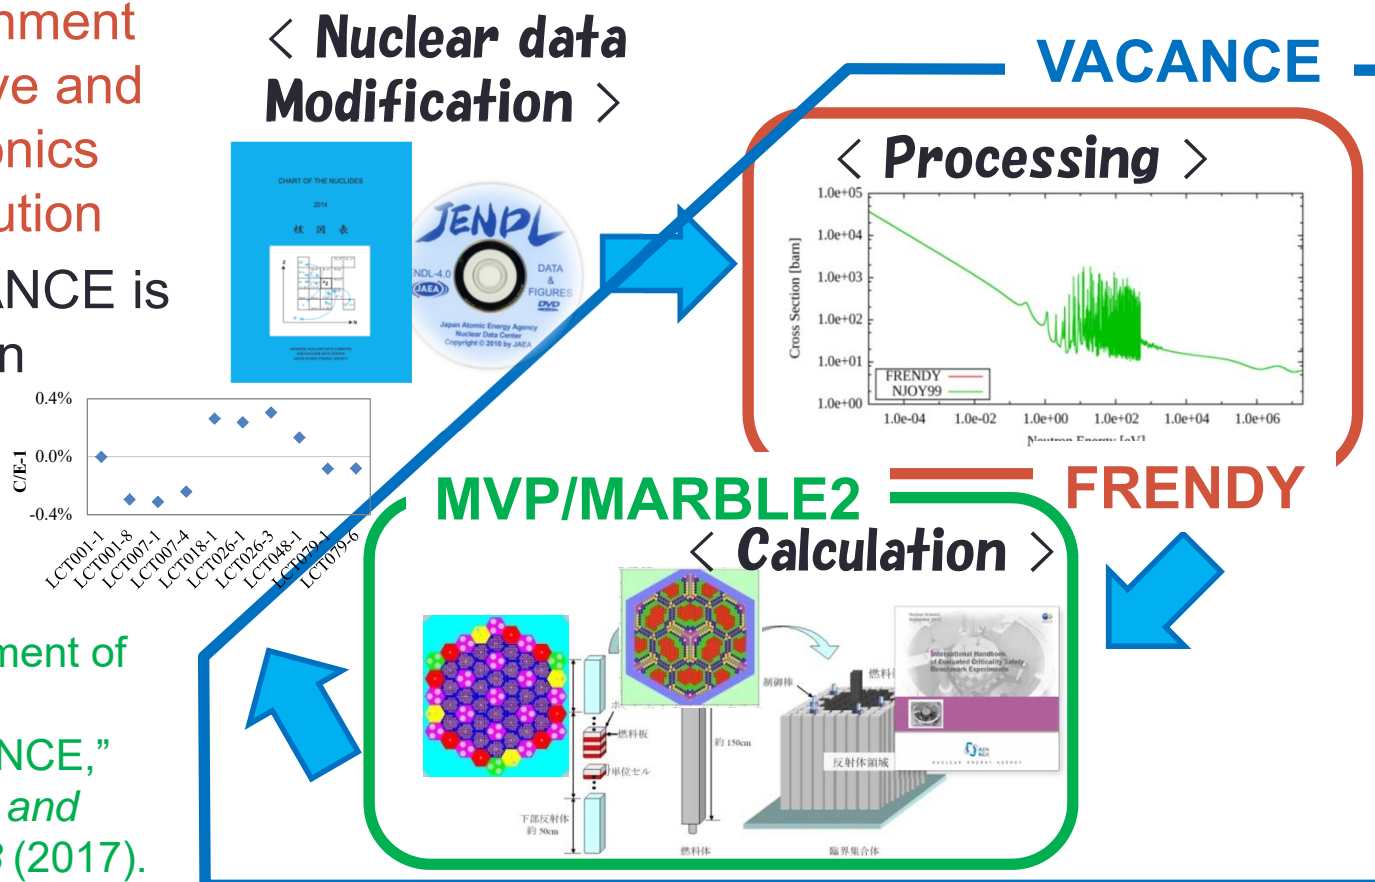 nment
ve and
onics
ution
ANCE is
n
< Nuclear data
Modification >
VACANCE
CHART OF THE NUCLIDES
2014
核 図 表
JENDL
ENDL-4.0
JAEA
DATA
&
FIGURES
DVD
Japan Atomic Energy Agency
Nuclear Data Center
Copyright © 2010 by JAEA
< Processing >
1.0e+05
1.0e+04
1.0e+03
1.0e+02
1.0e+01
1.0e+00
Cross Section [barn]
FRENDY
NJOY99
1.0e-04 1.0e-02 1.0e+00 1.0e+02 1.0e+04 1.0e+06
Neutron Energy [eV]
FRENDY
0.4%
0.0%
-0.4%
C/E-1
LCT001-1
LCT001-8
LCT007-1
LCT007-4
LCT018-1
LCT026-1
LCT026-3
LCT048-1
LCT079-1
LCT079-6
MVP/MARBLE2
< Calculation >
燃料板
単位セル
下部反射体
約 50cm
約 150cm
燃料体
制御棒
燃料
反射体領域
臨界集合体
International Handbook
of Evaluated Criticality Safety
Benchmark Experiments
NEA
NUCLEAR ENERGY AGENCY
ment of
NCE,”
and
(2017).